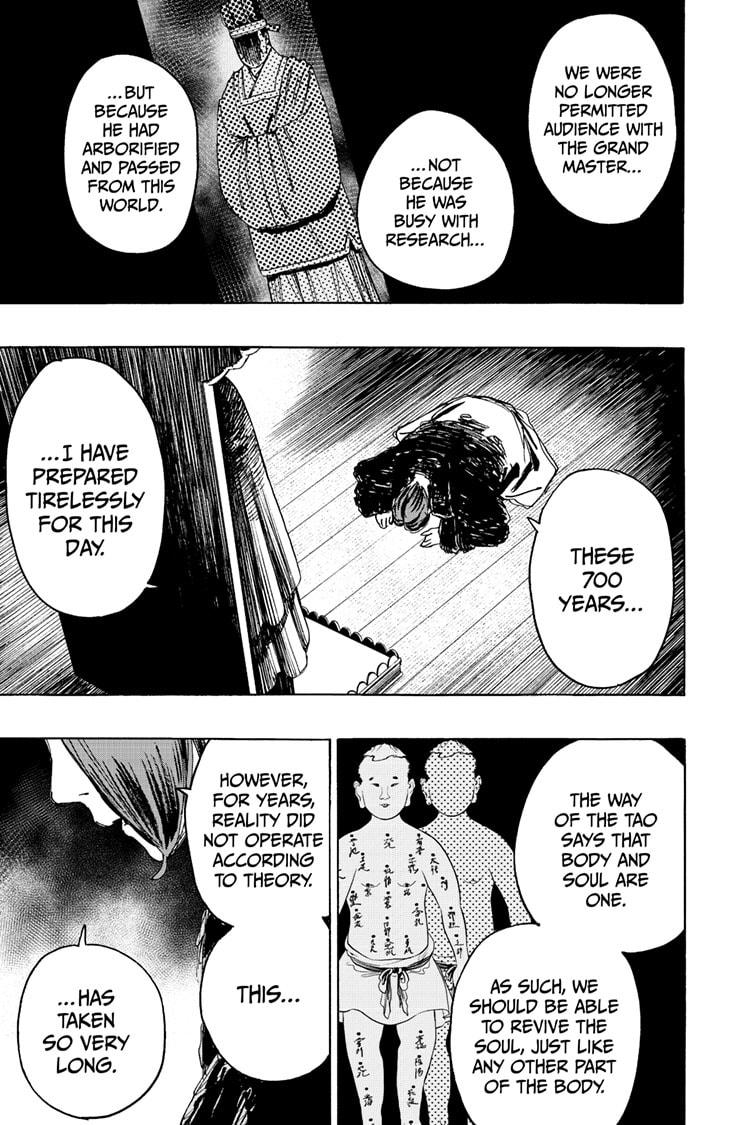 WE WERE
NO LONGER
PERMITTED
AUDIENCE WITH
THE GRAND
MASTER...
...NOT
BECAUSE
HE WAS
BUSY WITH
RESEARCH...
...BUT
BECAUSE
HE HAD
ARBORIFIED
AND PASSED
FROM THIS
WORLD.
THESE
700
YEARS...
...I HAVE
PREPARED
TIRELESSLY
FOR THIS
DAY.
THE WAY
OF THE TAO
SAYS THAT
BODY AND
SOUL ARE
ONE.
AS SUCH, WE
SHOULD BE ABLE
TO REVIVE THE
SOUL, JUST LIKE
ANY OTHER PART
OF THE BODY.
HOWEVER,
FOR YEARS,
REALITY DID
NOT OPERATE
ACCORDING
TO THEORY.
THIS...
...HAS
TAKEN
SO VERY
LONG.